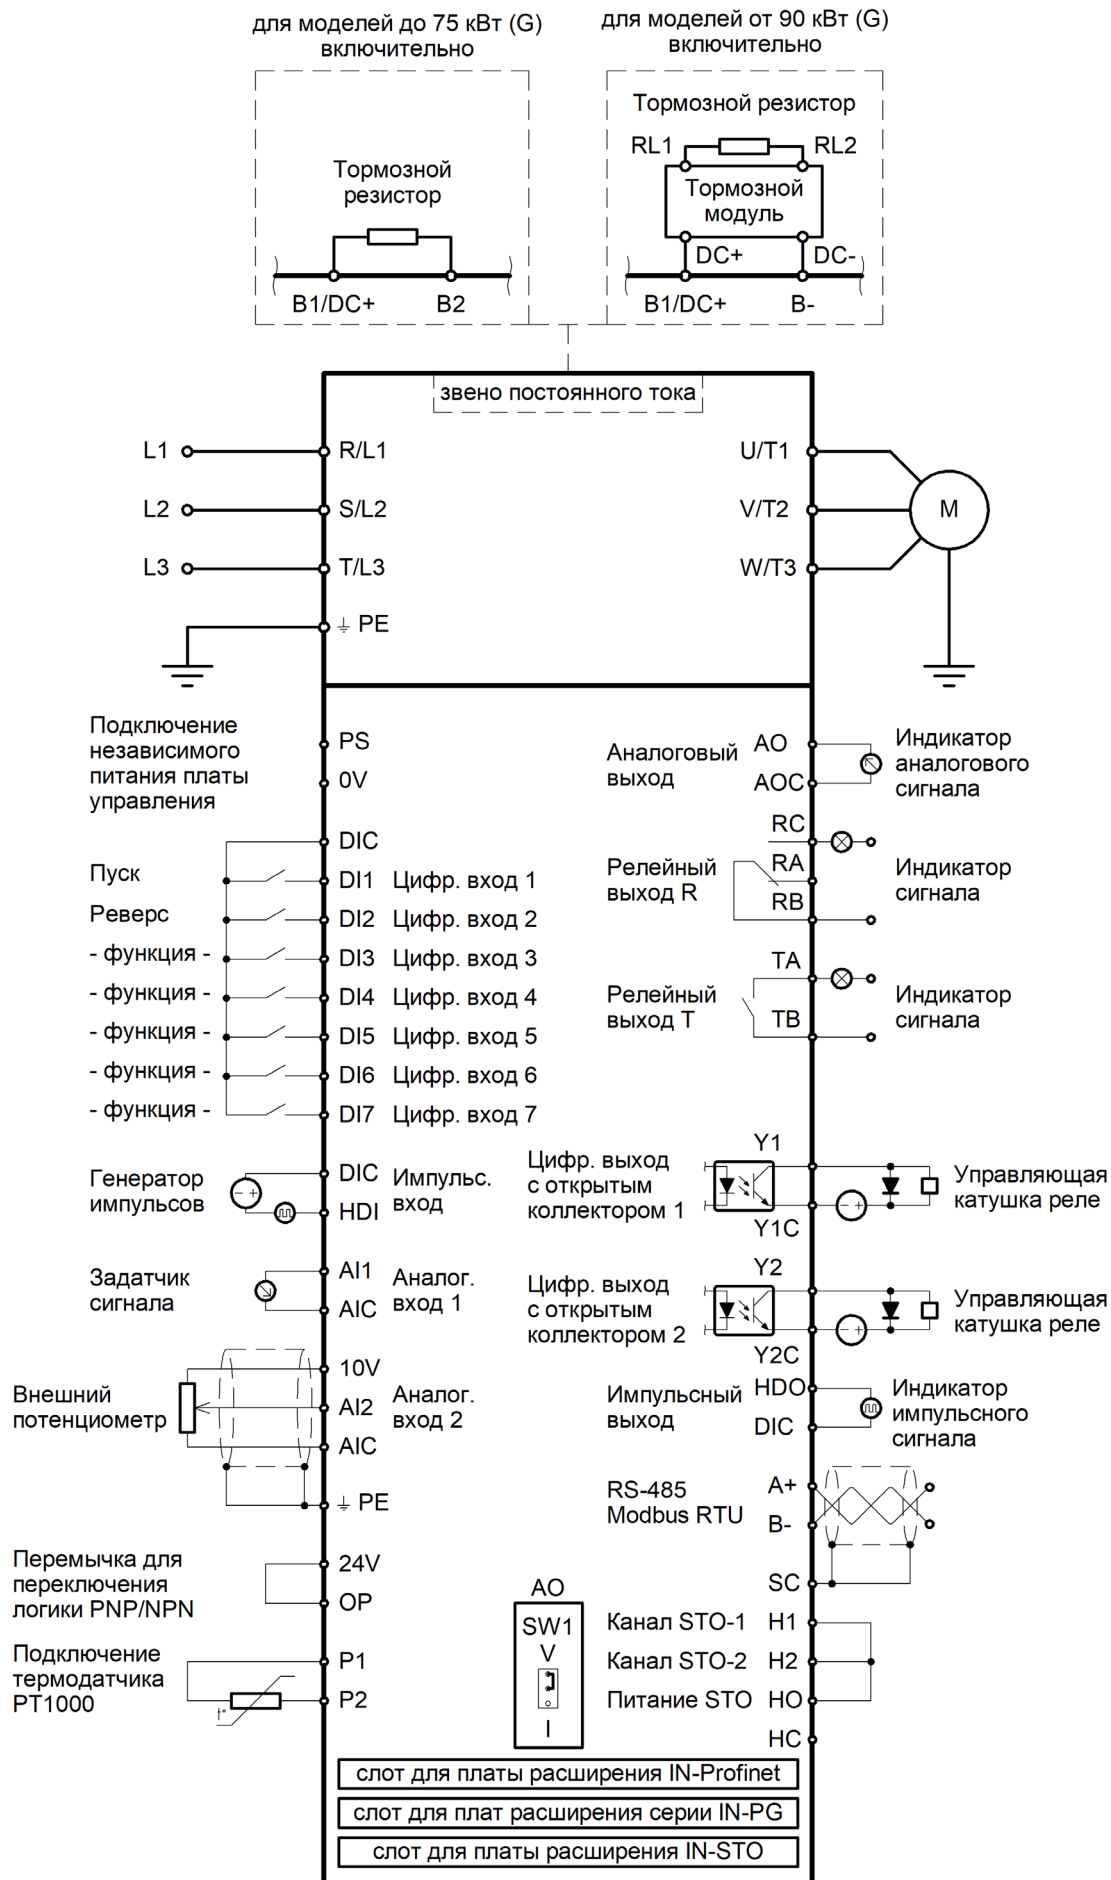 для моделей до 75 кВт (G)
включительно
для моделей от 90 кВт (G)
включительно
Тормозной
резистор
B1/DC+
B2
Тормозной резистор
RL1
RL2
Тормозной
модуль
DC+
DC-
B1/DC+
B-
звено постоянного тока
L1
R/L1
U/T1
L2
S/L2
V/T2
M
L3
T/L3
W/T3
PE
Подключение
независимого
питания платы
управления
PS
0V
Аналоговый
выход
AO
AOC
Индикатор
аналогового
сигнала
DIC
Пуск
DI1 Цифр. вход 1
Реверс
DI2 Цифр. вход 2
- функция -
DI3 Цифр. вход 3
- функция -
DI4 Цифр. вход 4
- функция -
DI5 Цифр. вход 5
- функция -
DI6 Цифр. вход 6
- функция -
DI7 Цифр. вход 7
Релейный
выход R
RC
RA
RB
Индикатор
сигнала
Релейный
выход T
TA
TB
Индикатор
сигнала
Генератор
импульсов
DIC
HDI
Импульс.
вход
Цифр. выход
с открытым
коллектором 1
Y1
Y1C
Управляющая
катушка реле
Задатчик
сигнала
AI1
AIC
Аналог.
вход 1
Цифр. выход
с открытым
коллектором 2
Y2
Y2C
Управляющая
катушка реле
Внешний
потенциометр
10V
AI2
AIC
Аналог.
вход 2
PE
Импульсный
выход
HDO
DIC
Индикатор
импульсного
сигнала
RS-485
Modbus RTU
A+
B-
SC
Перемычка для
переключения
логики PNP/NPN
24V
OP
Подключение
термодатчика
PT1000
t°
P1
P2
AO
SW1
V
I
Канал STO-1 H1
Канал STO-2 H2
Питание STO HO
HC
слот для платы расширения IN-Profinet
слот для плат расширения серии IN-PG
слот для платы расширения IN-STO